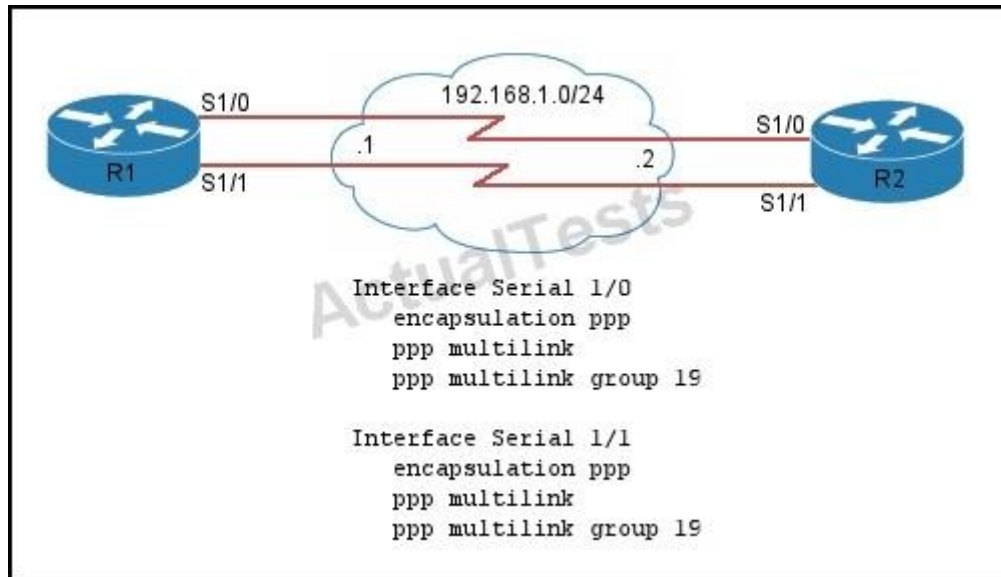 192.168.1.0/24
S1/0
S1/0
.1
.2
R1
R2
S1/1
S1/1
ActualTests
Interface Serial 1/0
encapsulation ppp
ppp multilink
ppp multilink group 19
Interface Serial 1/1
encapsulation ppp
ppp multilink
ppp multilink group 19